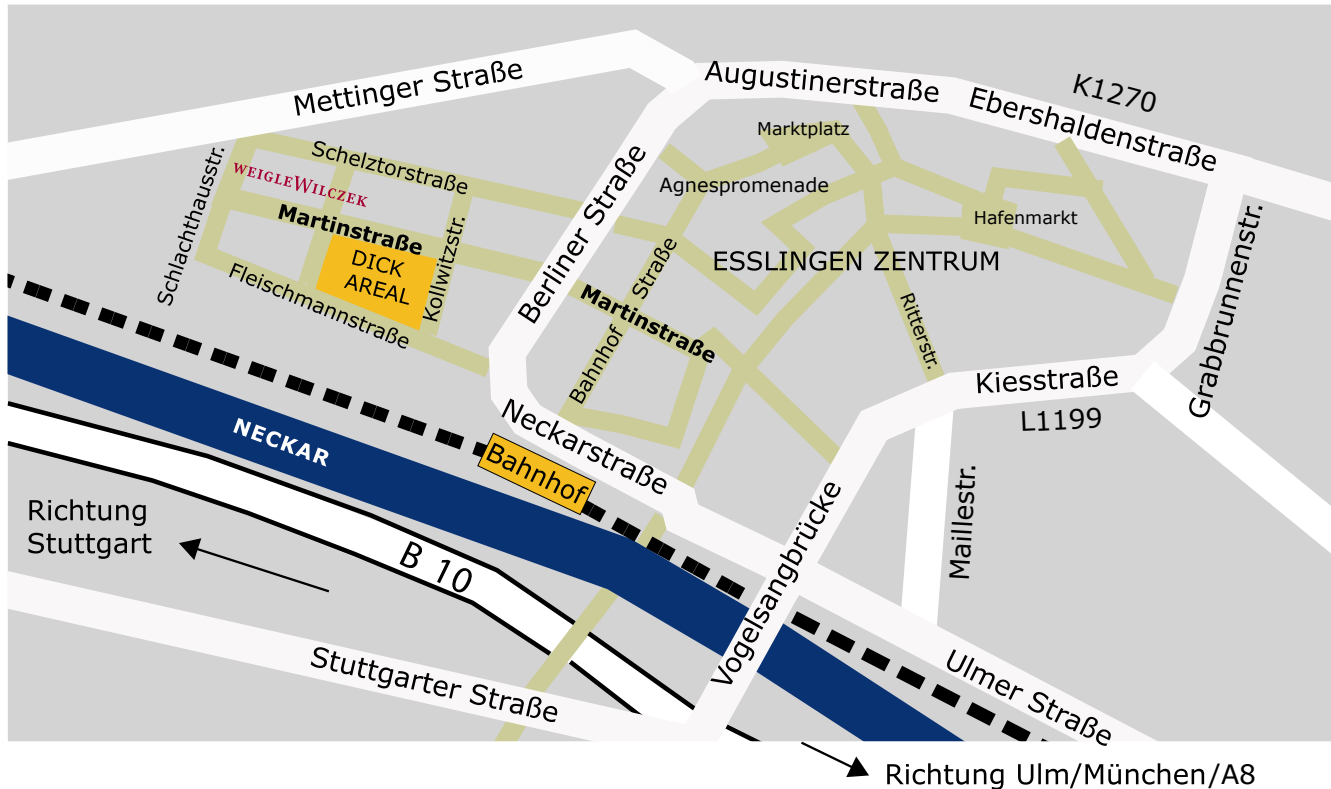 Mettinger Straße
Augustinerstraße
Ebershaldenstraße
K1270
Marktplatz
Schelztorstraße
Schlachthausstr.
WEIGLEWILCZEK
Agnespromenade
Hafenmarkt
Martinstraße
DICK
AREAL
Kollwitzstr.
Fleischmannstraße
Berliner Straße
Bahnhof Straße
ESSLINGEN ZENTRUM
Martinstraße
Ritterstr.
Grabbrunnenstr.
Kiesstraße
L1199
NECKAR
Neckarstraße
Bahnhof
Maillestr.
Vogelsangbrücke
Richtung
Stuttgart
B 10
Stuttgarter Straße
Ulmer Straße
Richtung Ulm/München/A8